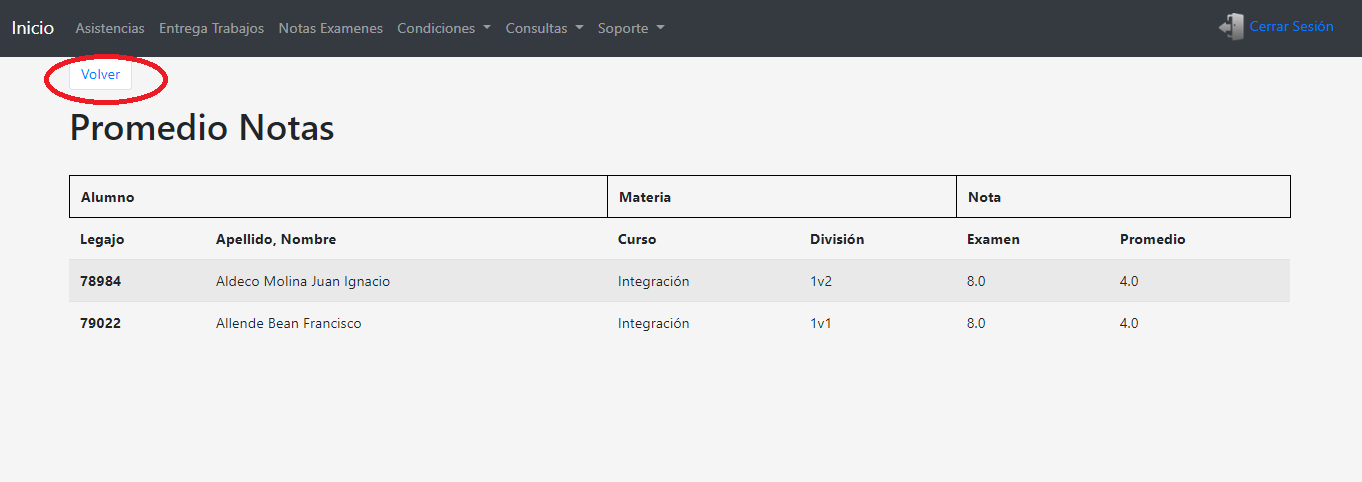 Inicio Asistencias Entrega Trabajos Notas Examenes Condiciones Consultas Soporte Cerrar Sesión
Volver
Promedio Notas
Alumno Materia Nota
Legajo Apellido, Nombre Curso División Examen Promedio
78984 Aldeco Molina Juan Ignacio Integración 1v2 8.0 4.0
79022 Allende Bean Francisco Integración 1v1 8.0 4.0